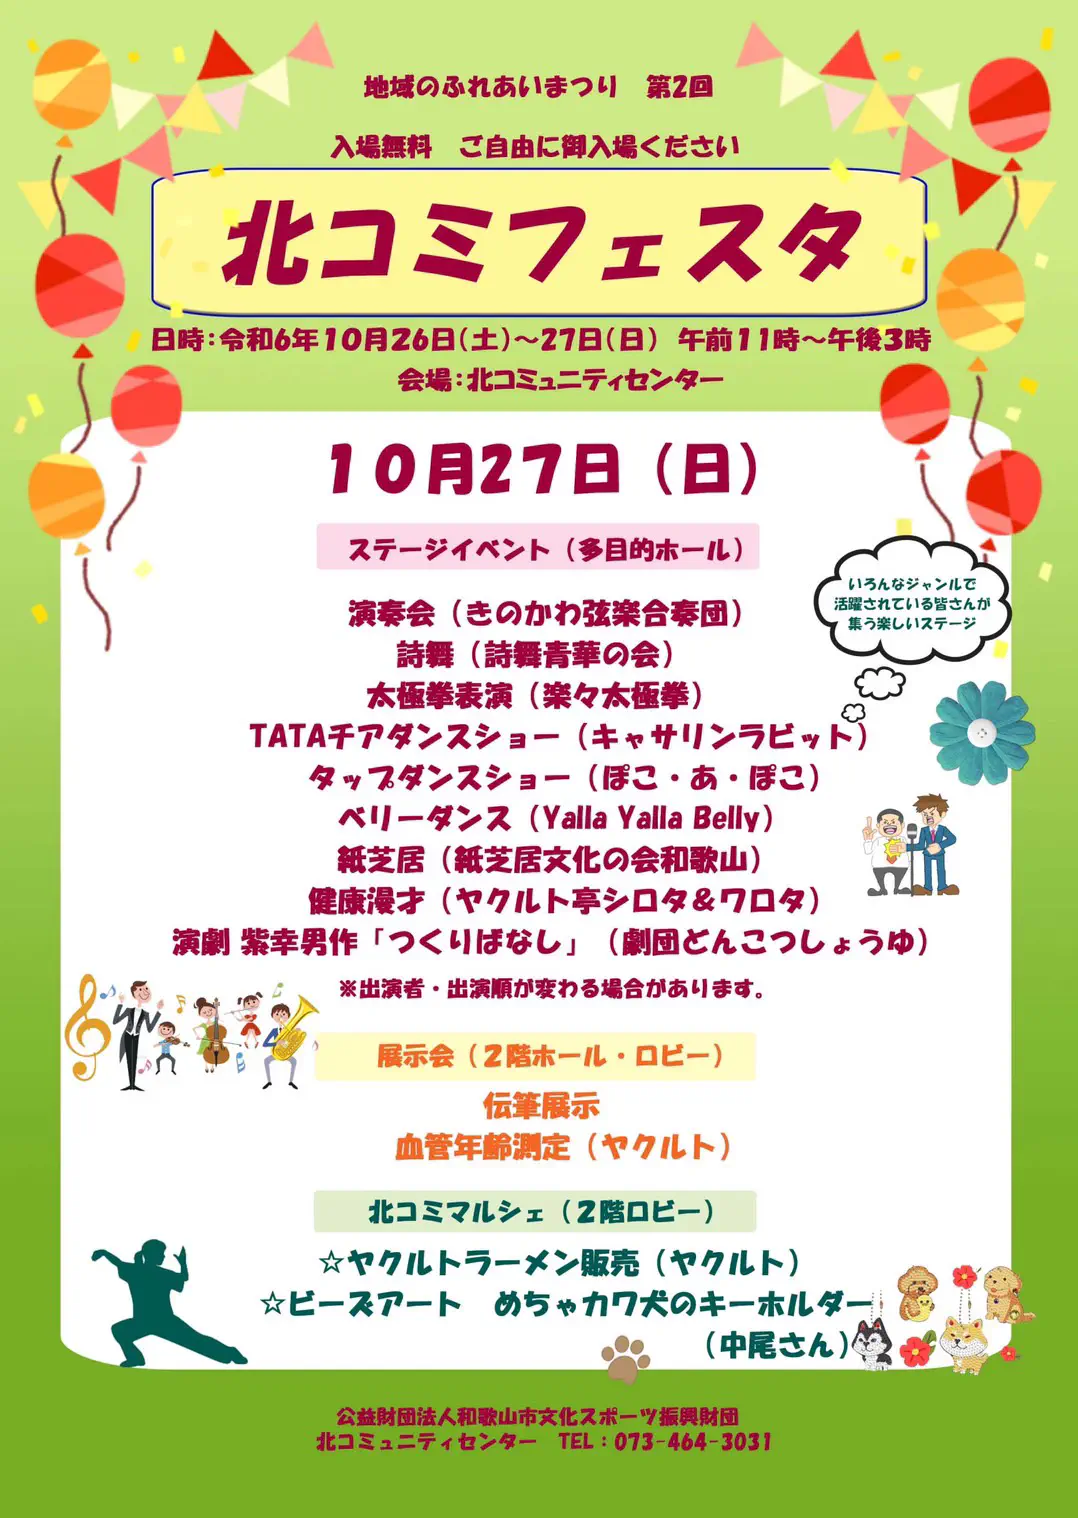 地域のふれあいまつり　第2回
入場無料　ご自由に御入場ください
北コミフェスタ
日時：令和6年10月26日（土）～27日（日）　午前11時～午後3時
会場：北コミュニティセンター
10月27日（日）
ステージイベント（多目的ホール）
いろんなジャンルで
活躍されている皆さんが
集う楽しいステージ
演奏会（きのかわ弦楽合奏団）
詩舞（詩舞青華の会）
太極拳表演（楽々太極拳）
TATAチアダンスショー（キャサリンラビット）
タップダンスショー（ぽこ・あ・ぽこ）
ベリーダンス（Yalla Yalla Belly）
紙芝居（紙芝居文化の会和歌山）
健康漫才（ヤクルト亭シロタ＆ワロタ）
演劇 紫幸男作「つくりばなし」（劇団とんこつしょうゆ）
※出演者・出演順が変わる場合があります。
展示会（２階ホール・ロビー）
伝筆展示
血管年齢測定（ヤクルト）
北コミマルシェ（２階ロビー）
☆ヤクルトラーメン販売（ヤクルト）
☆ビーズアート　めちゃカワ犬のキーホルダー
（中尾さん）
公益財団法人和歌山市文化スポーツ振興財団
北コミュニティセンター　TEL：073-464-3031